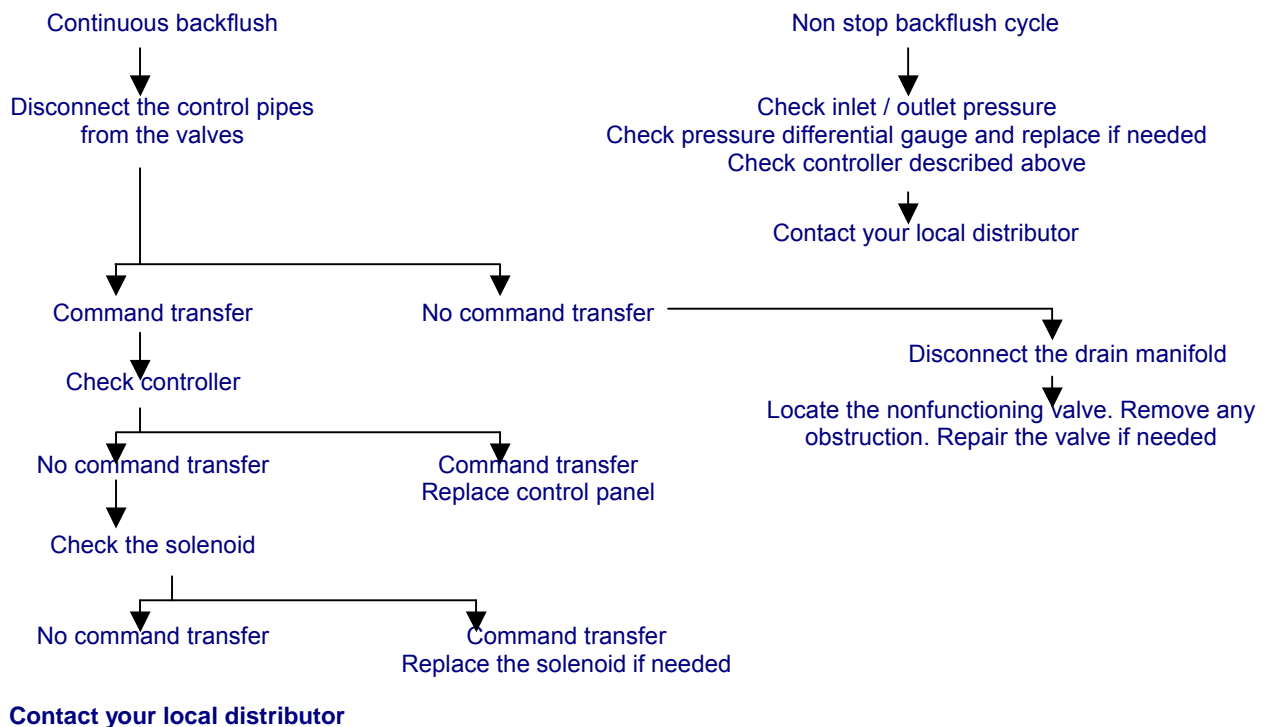 Continuous backflush
Disconnect the control pipes
from the valves
Command transfer
No command transfer
Check controller
No command transfer
Command transfer
Replace control panel
Check the solenoid
No command transfer
Command transfer
Replace the solenoid if needed
Contact your local distributor
Non stop backflush cycle
Check inlet / outlet pressure
Check pressure differential gauge and replace if needed
Check controller described above
Contact your local distributor
Disconnect the drain manifold
Locate the nonfunctioning valve. Remove any
obstruction. Repair the valve if needed